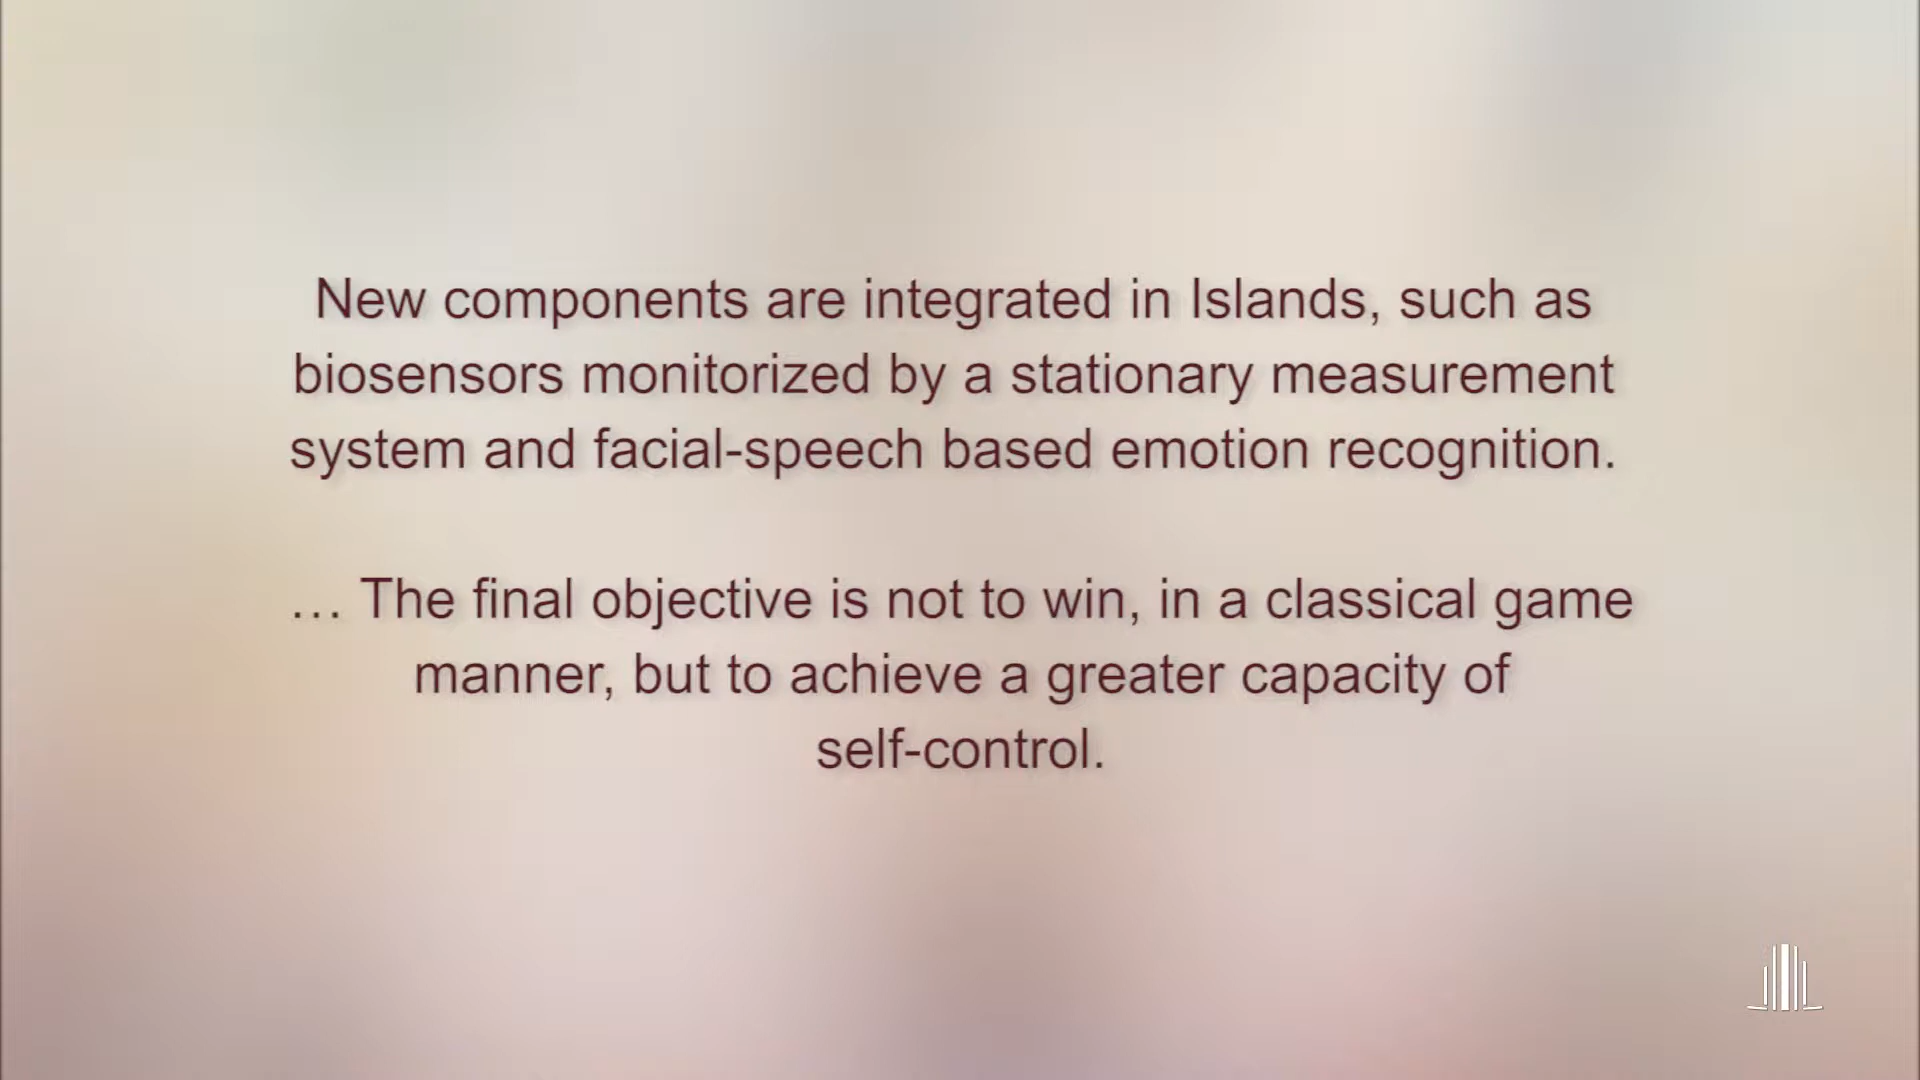 New components are integrated in Islands, such as
biosensors monitorized by a stationary measurement
system and facial-speech based emotion recognition.
… The final objective is not to win, in a classical game
manner, but to achieve a greater capacity of
self-control.